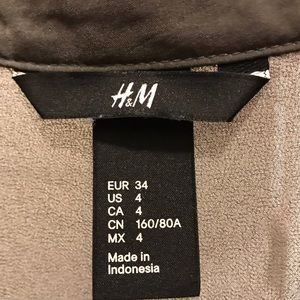 H&M
EUR 34
US 4
CA 4
CN 160/80A
MX 4
Made in
Indonesia